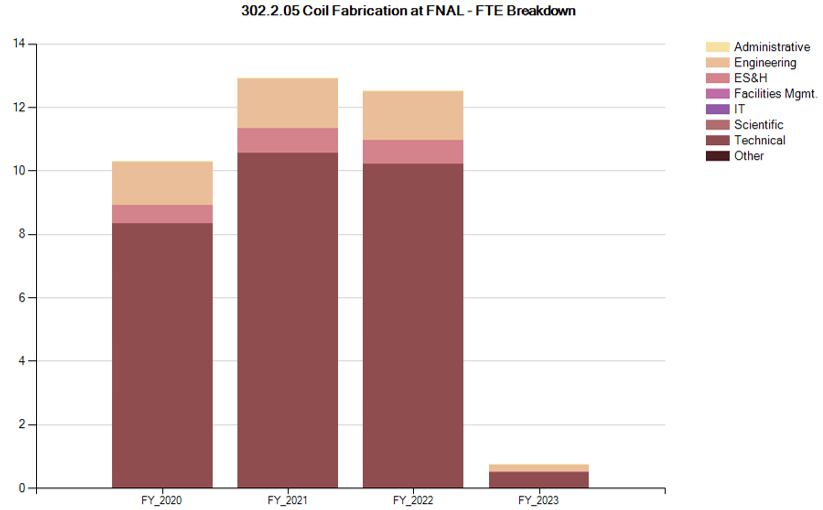 302.2.05 Coil Fabrication at FNAL - FTE Breakdown
14
12
10
8
6
4
2
0
FY_2020
FY_2021
FY_2022
FY_2023
Administrative
Engineering
ES&H
Facilities Mgmt.
IT
Scientific
Technical
Other